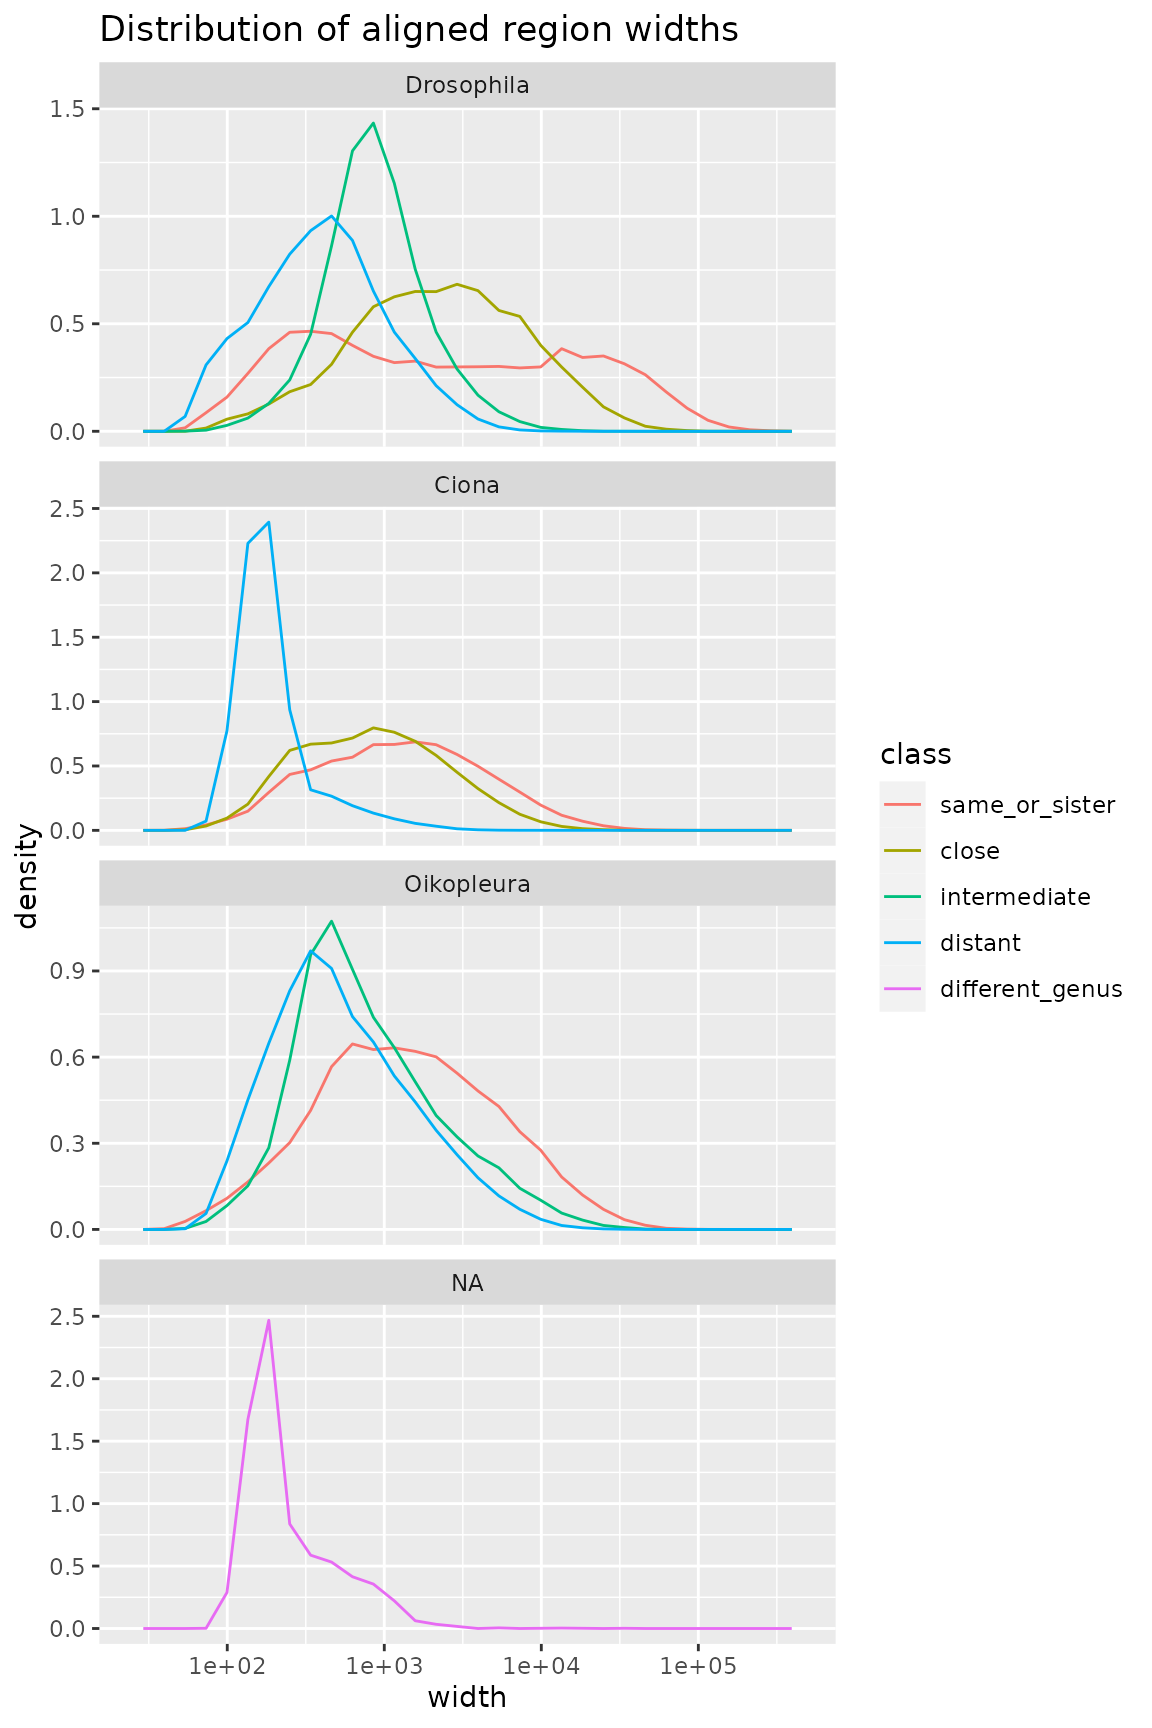 Distribution of aligned region widths
Drosophila
1.5
1.0
0.5
0.0
Ciona
2.5
2.0
1.5
1.0
0.5
0.0
Oikopleura
0.9
0.6
0.3
0.0
NA
2.5
2.0
1.5
1.0
0.5
0.0
1e+02 1e+03 1e+04 1e+05
width
density
class
same_or_sister
close
intermediate
distant
different_genus